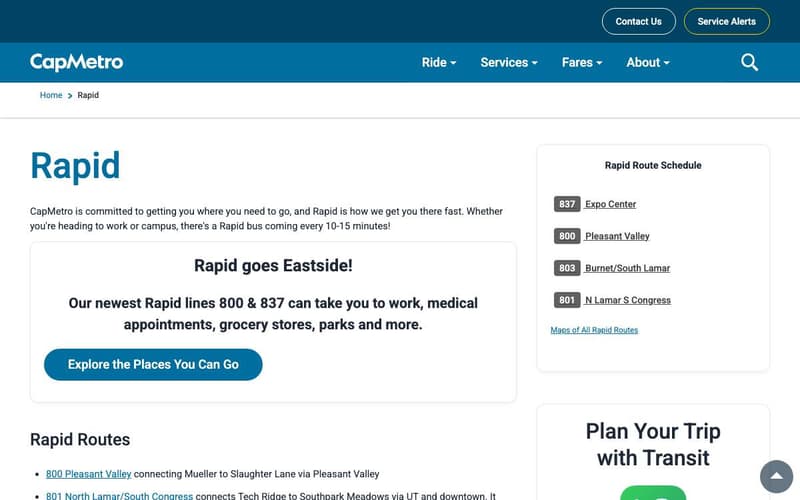 Contact Us
Service Alerts
CapMetro
Ride
Services
Fares
About
Home > Rapid
Rapid
CapMetro is committed to getting you where you need to go, and Rapid is how we get you there fast. Whether
you're heading to work or campus, there's a Rapid bus coming every 10-15 minutes!
Rapid goes Eastside!
Our newest Rapid lines 800 & 837 can take you to work, medical
appointments, grocery stores, parks and more.
Explore the Places You Can Go
Rapid Routes
• 800 Pleasant Valley connecting Mueller to Slaughter Lane via Pleasant Valley
• 801 North Lamar/South Congress connects Tech Ridge to Southpark Meadows via UT and downtown. It
Rapid Route Schedule
837 Expo Center
800 Pleasant Valley
803 Burnet/South Lamar
801 N Lamar S Congress
Maps of All Rapid Routes
Plan Your Trip
with Transit